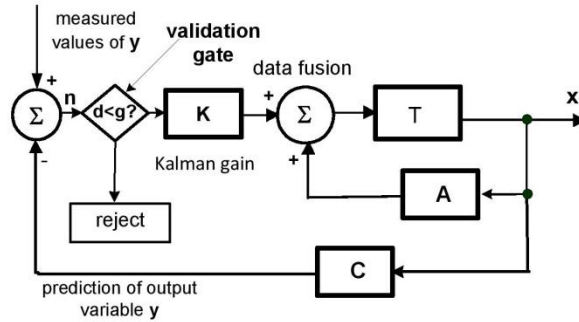 measured
values of y
validation
gate
data fusion
+
Σ
n
d<g?
K
+
Σ
T
x
-
+
Kalman gain
A
reject
C
prediction of output
variable y